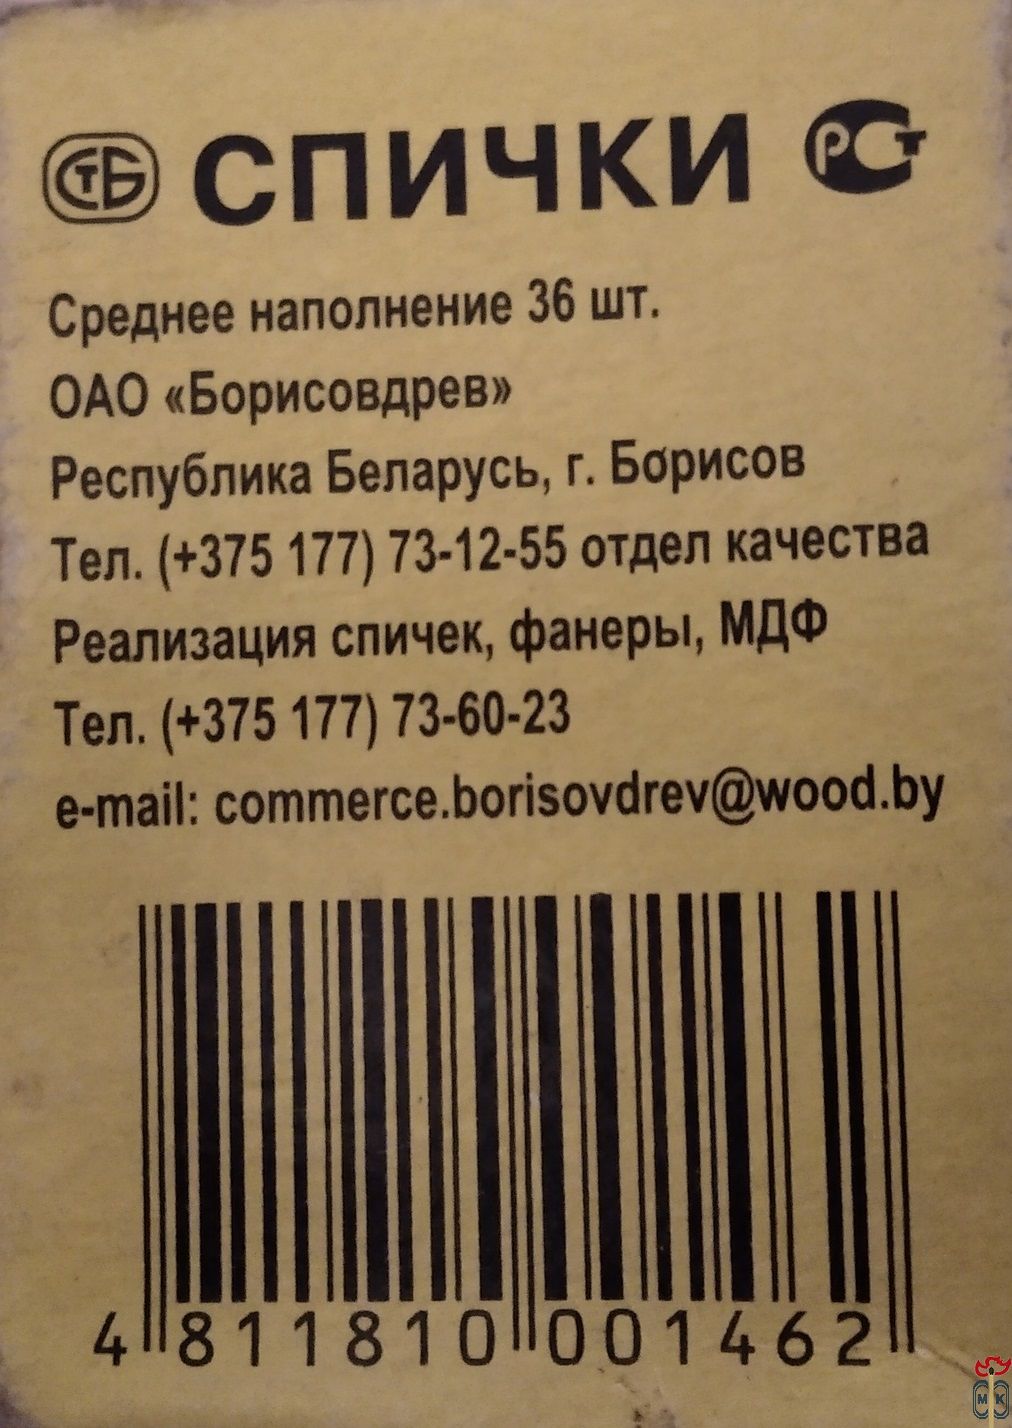 СТБ СПИЧКИ РСТ
Среднее наполнение 36 шт.
ОАО «Борисовдрев»
Республика Беларусь, г. Борисов
Тел. (+375 177) 73-12-55 отдел качества
Реализация спичек, фанеры, МДФ
Тел. (+375 177) 73-60-23
e-mail: commerce.borisovdrev@wood.by
4 811810 001462
МК